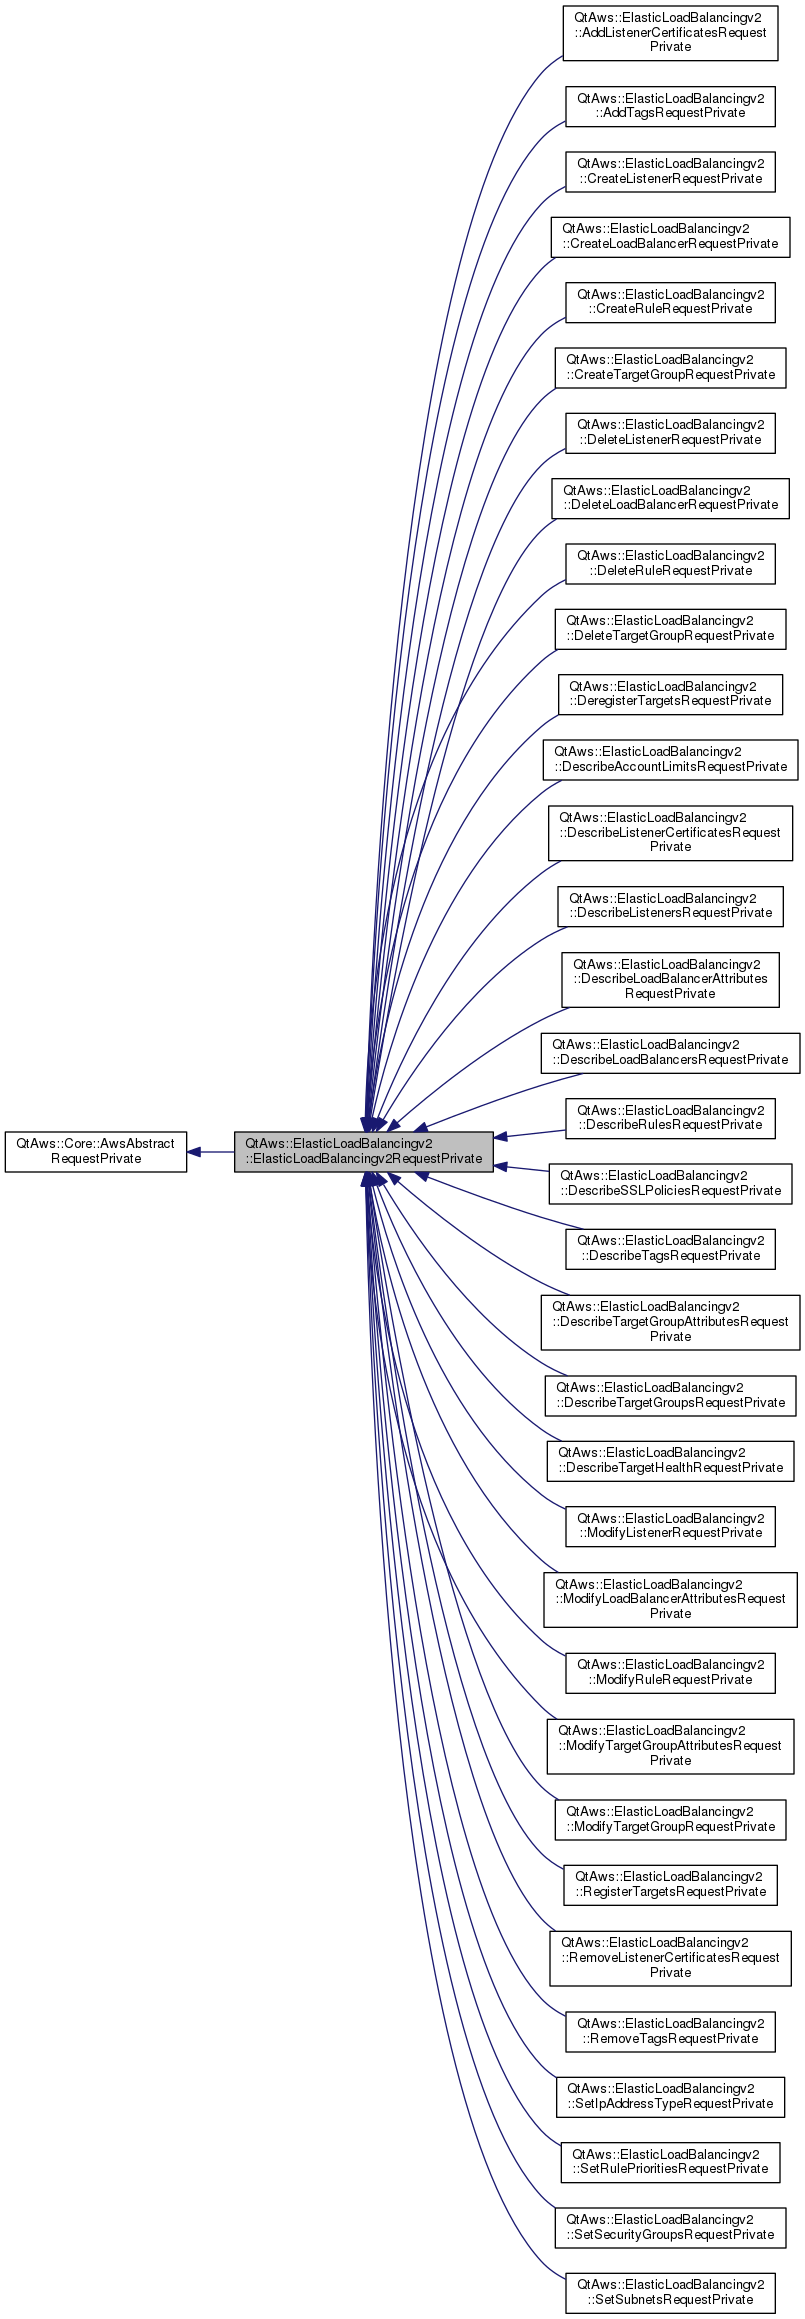 QtAws::ElasticLoadBalancingv2
::AddListenerCertificatesRequest
Private
QtAws::ElasticLoadBalancingv2
::AddTagsRequestPrivate
QtAws::ElasticLoadBalancingv2
::CreateListenerRequestPrivate
QtAws::ElasticLoadBalancingv2
::CreateLoadBalancerRequestPrivate
QtAws::ElasticLoadBalancingv2
::CreateRuleRequestPrivate
QtAws::ElasticLoadBalancingv2
::CreateTargetGroupRequestPrivate
QtAws::ElasticLoadBalancingv2
::DeleteListenerRequestPrivate
QtAws::ElasticLoadBalancingv2
::DeleteLoadBalancerRequestPrivate
QtAws::ElasticLoadBalancingv2
::DeleteRuleRequestPrivate
QtAws::ElasticLoadBalancingv2
::DeleteTargetGroupRequestPrivate
QtAws::ElasticLoadBalancingv2
::DeregisterTargetsRequestPrivate
QtAws::ElasticLoadBalancingv2
::DescribeAccountLimitsRequestPrivate
QtAws::ElasticLoadBalancingv2
::DescribeListenerCertificatesRequest
Private
QtAws::ElasticLoadBalancingv2
::DescribeListenersRequestPrivate
QtAws::ElasticLoadBalancingv2
::DescribeLoadBalancerAttributes
RequestPrivate
QtAws::ElasticLoadBalancingv2
::DescribeLoadBalancersRequestPrivate
QtAws::ElasticLoadBalancingv2
::DescribeRulesRequestPrivate
QtAws::Core::AwsAbstract
RequestPrivate
QtAws::ElasticLoadBalancingv2
::ElasticLoadBalancingv2RequestPrivate
QtAws::ElasticLoadBalancingv2
::DescribeSSLPoliciesRequestPrivate
QtAws::ElasticLoadBalancingv2
::DescribeTagsRequestPrivate
QtAws::ElasticLoadBalancingv2
::DescribeTargetGroupAttributesRequest
Private
QtAws::ElasticLoadBalancingv2
::DescribeTargetGroupsRequestPrivate
QtAws::ElasticLoadBalancingv2
::DescribeTargetHealthRequestPrivate
QtAws::ElasticLoadBalancingv2
::ModifyListenerRequestPrivate
QtAws::ElasticLoadBalancingv2
::ModifyLoadBalancerAttributesRequest
Private
QtAws::ElasticLoadBalancingv2
::ModifyRuleRequestPrivate
QtAws::ElasticLoadBalancingv2
::ModifyTargetGroupAttributesRequest
Private
QtAws::ElasticLoadBalancingv2
::ModifyTargetGroupRequestPrivate
QtAws::ElasticLoadBalancingv2
::RegisterTargetsRequestPrivate
QtAws::ElasticLoadBalancingv2
::RemoveListenerCertificatesRequest
Private
QtAws::ElasticLoadBalancingv2
::RemoveTagsRequestPrivate
QtAws::ElasticLoadBalancingv2
::SetIpAddressTypeRequestPrivate
QtAws::ElasticLoadBalancingv2
::SetRulePrioritiesRequestPrivate
QtAws::ElasticLoadBalancingv2
::SetSecurityGroupsRequestPrivate
QtAws::ElasticLoadBalancingv2
::SetSubnetsRequestPrivate